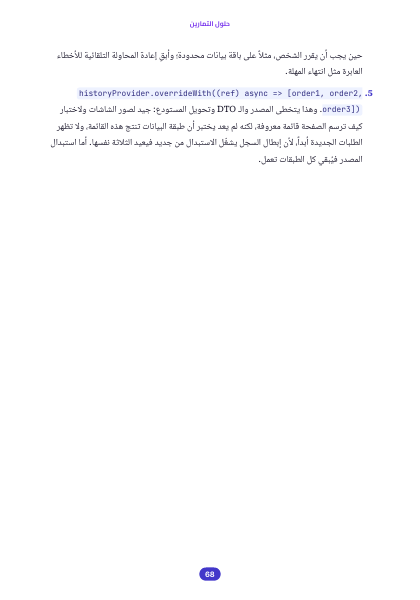 حلول التمارين
حين يجب أن يقرر الشخص، مثلاً على باقة بيانات محدودة؛ وأبقِ إعادة المحاولة التلقائية للأخطاء
العابرة مثل انتهاء المهلة.
5. historyProvider.overrideWith((ref) async => [order1, order2,
order3]). وهذا يتخطى المصدر والـ DTO وتحويل المستودع: جيد لصور الشاشات ولاختبار
كيف ترسم الصفحة قائمة معروفة، لكنه لم يعد يختبر أن طبقة البيانات تنتج هذه القائمة، ولا تظهر
الطلبات الجديدة أبداً، لأن إبطال السجل يشغّل الاستبدال من جديد فيعيد الثلاثة نفسها. أما استبدال
المصدر فيُبقي كل الطبقات تعمل.
68